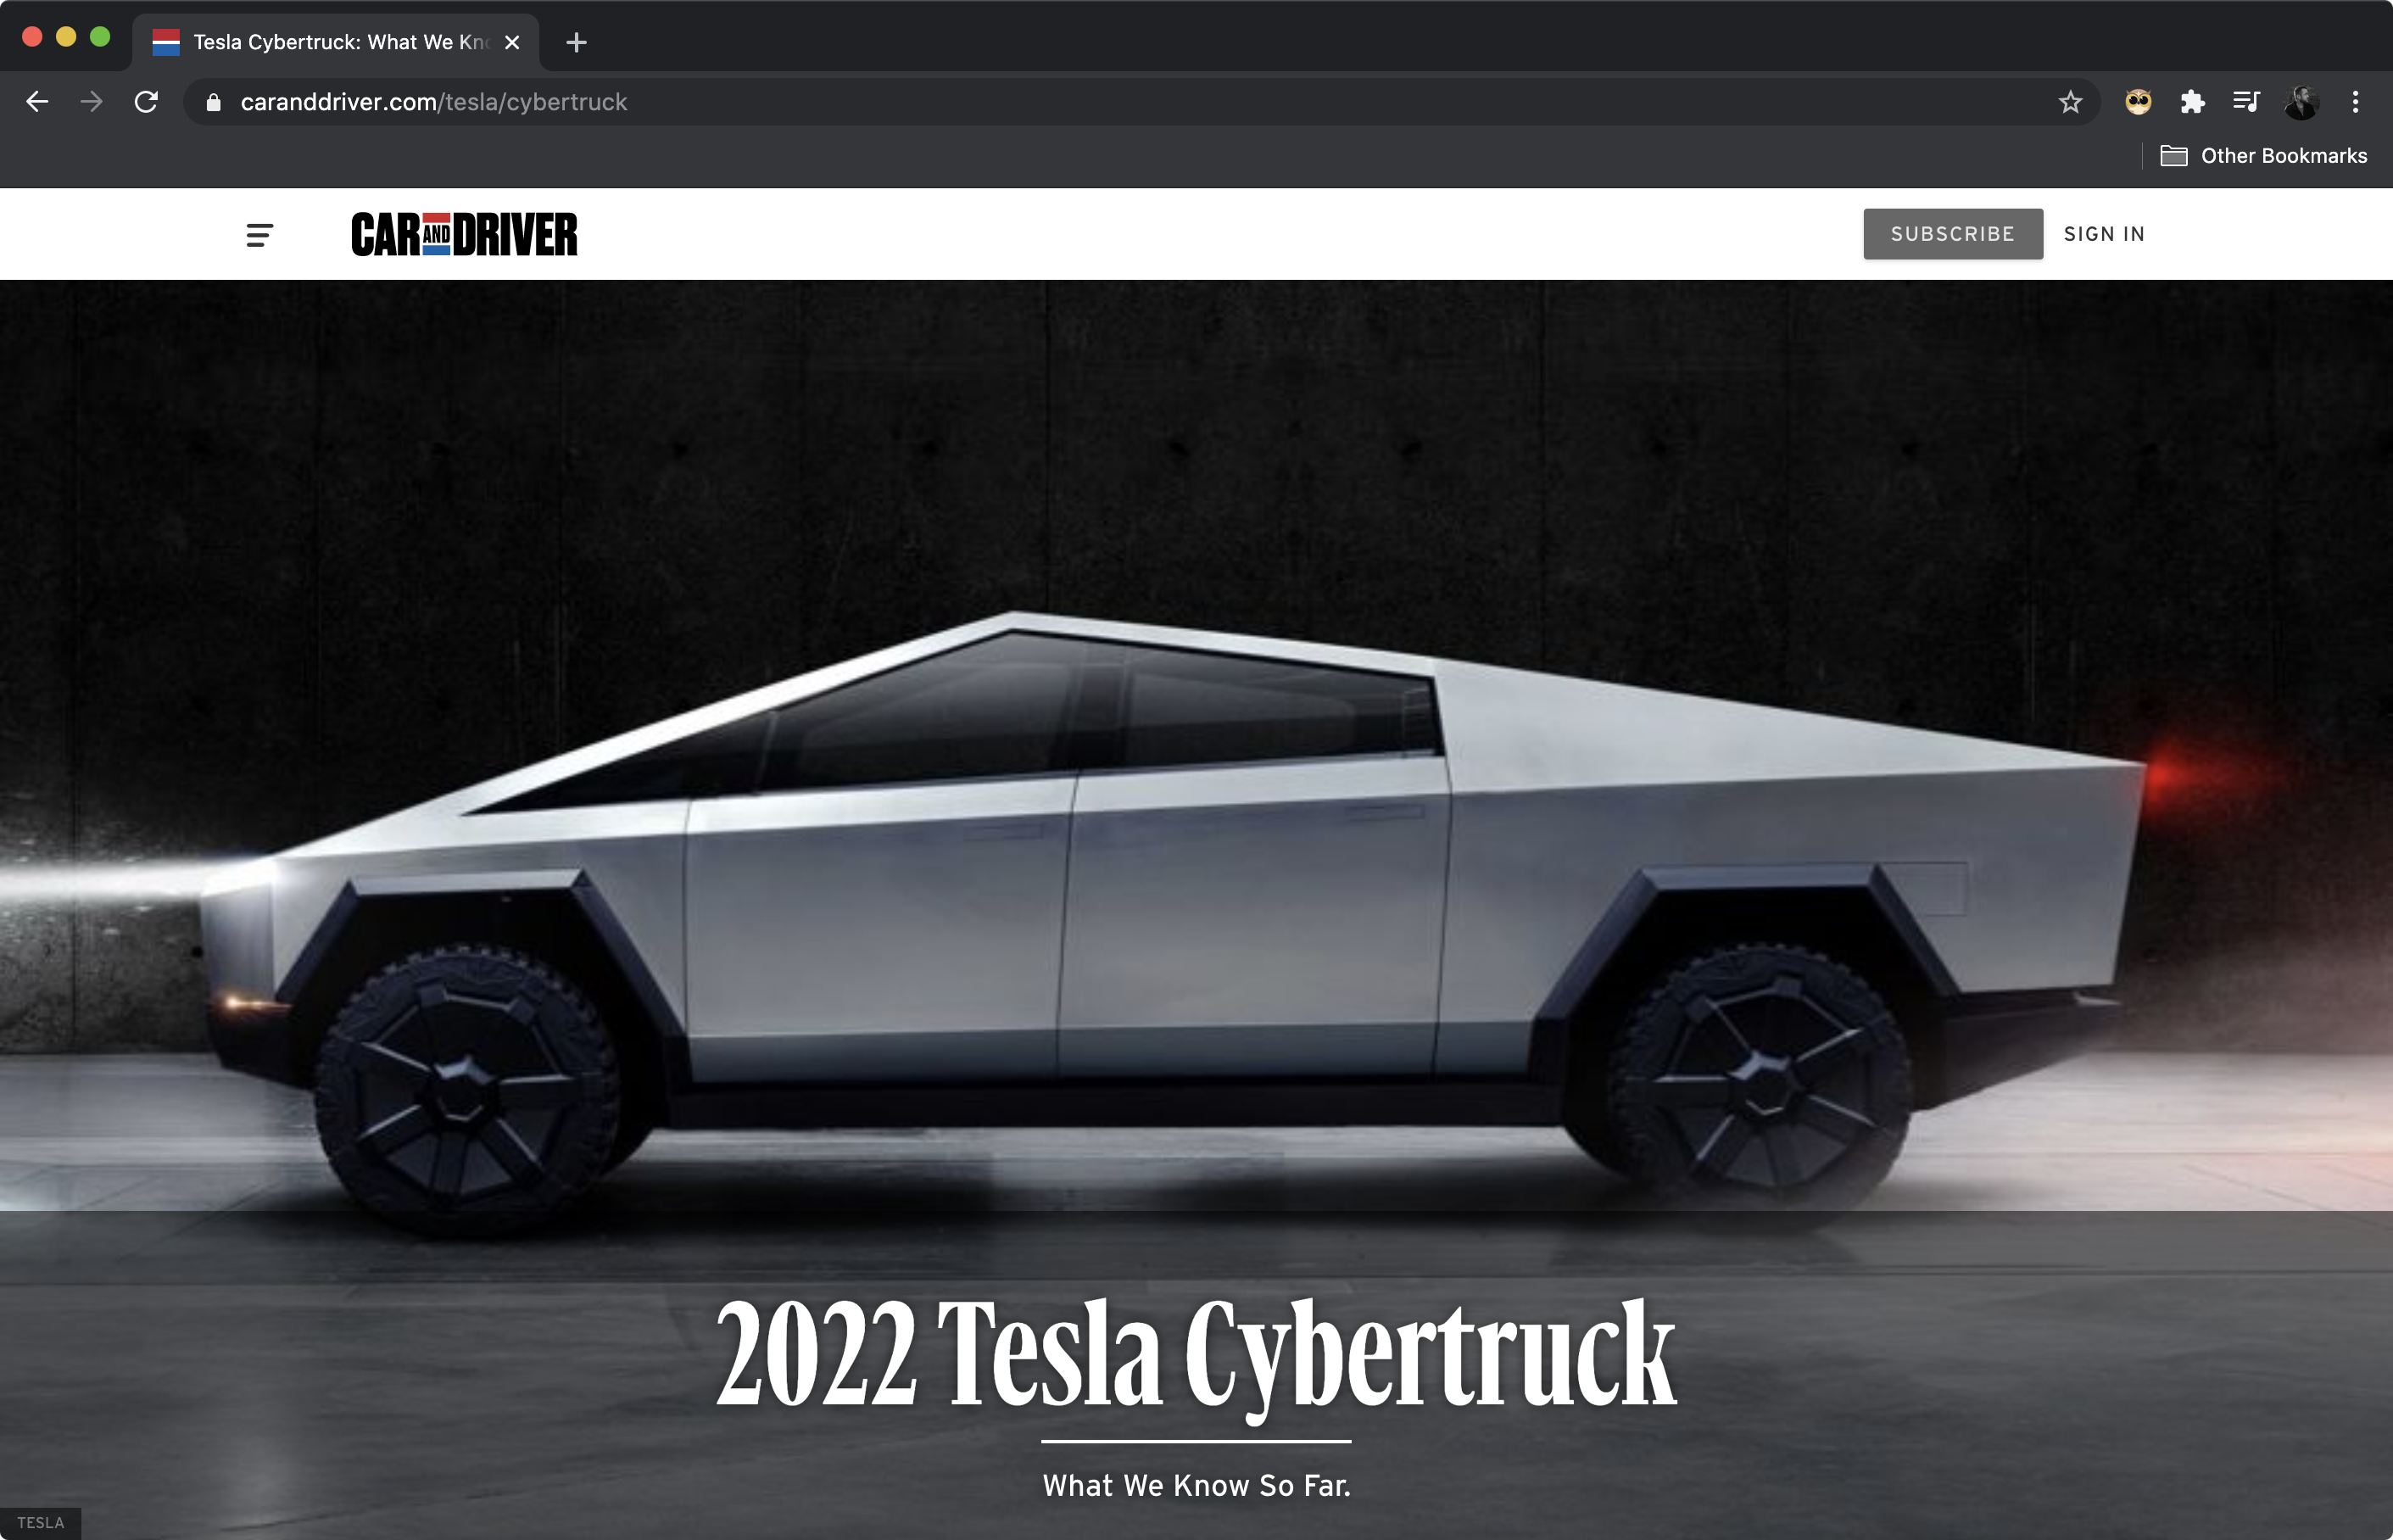 Tesla Cybertruck: What We Kno
caranddriver.com/tesla/cybertruck
Other Bookmarks
CAR AND DRIVER
SUBSCRIBE
SIGN IN
2022 Tesla Cybertruck
What We Know So Far.
TESLA